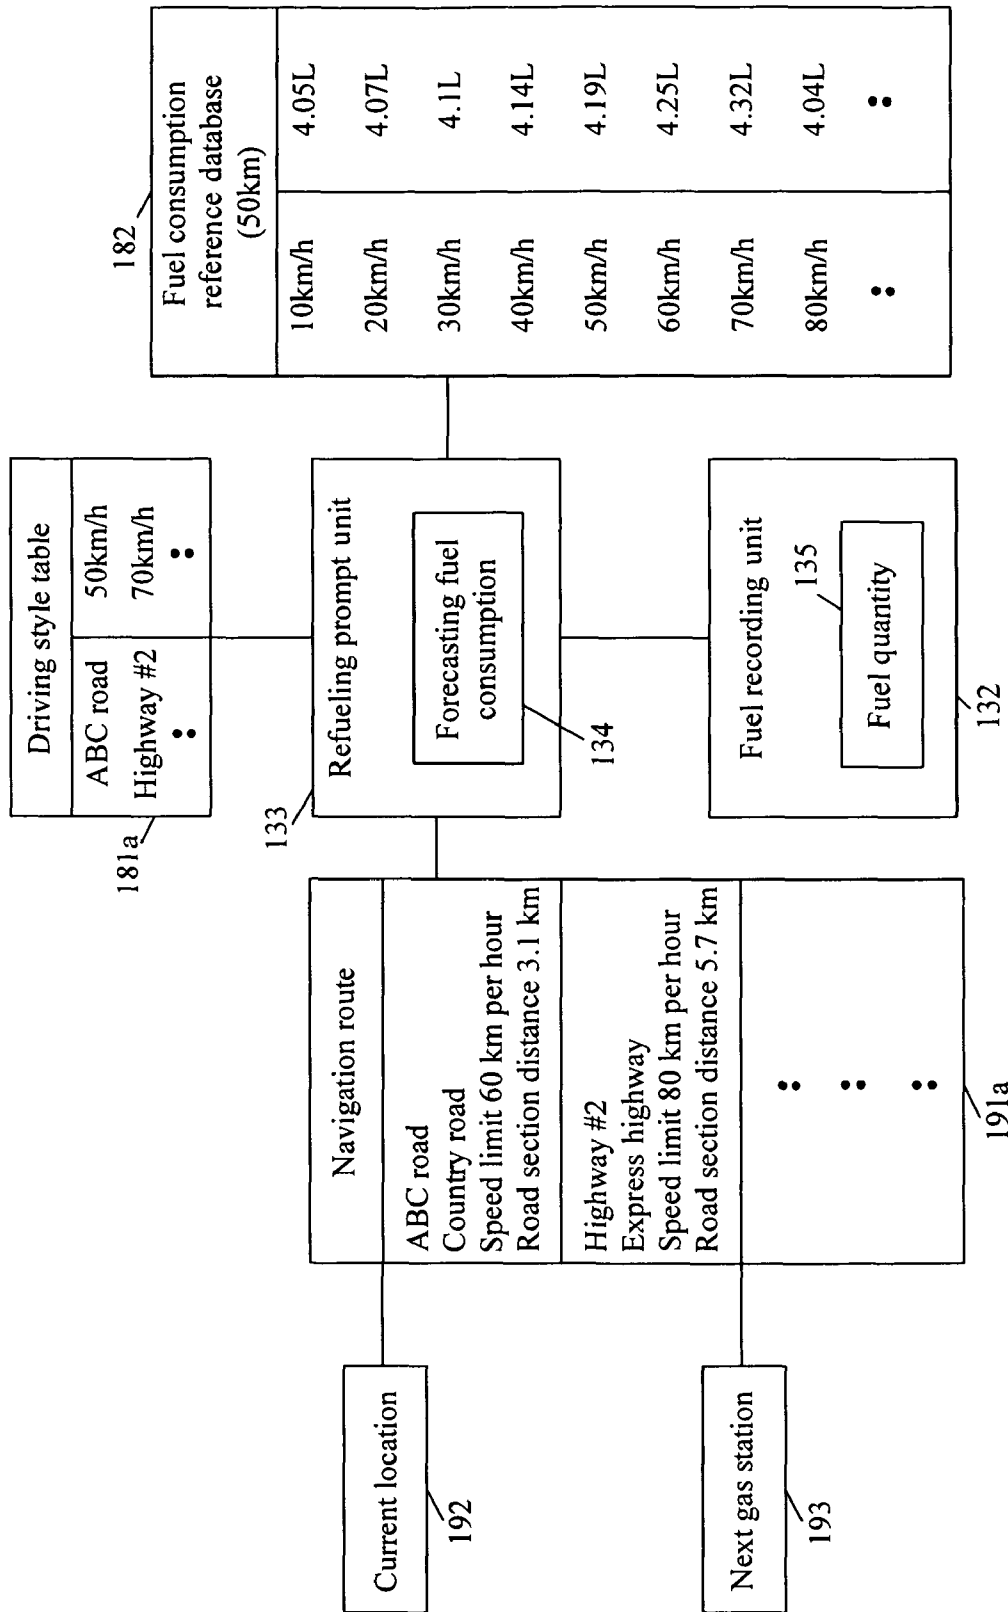 Current location
192
Next gas station
193
Navigation route
ABC road
Country road
Speed limit 60 km per hour
Road section distance 3.1 km
Highway #2
Express highway
Speed limit 80 km per hour
Road section distance 5.7 km
191a
Driving style table
ABC road 50km/h
Highway #2 70km/h
181a
133
Refueling prompt unit
Forecasting fuel
consumption
134
Fuel recording unit
135
Fuel quantity
132
182
Fuel consumption
reference database
(50km)
10km/h 4.05L
20km/h 4.07L
30km/h 4.1L
40km/h 4.14L
50km/h 4.19L
60km/h 4.25L
70km/h 4.32L
80km/h 4.04L